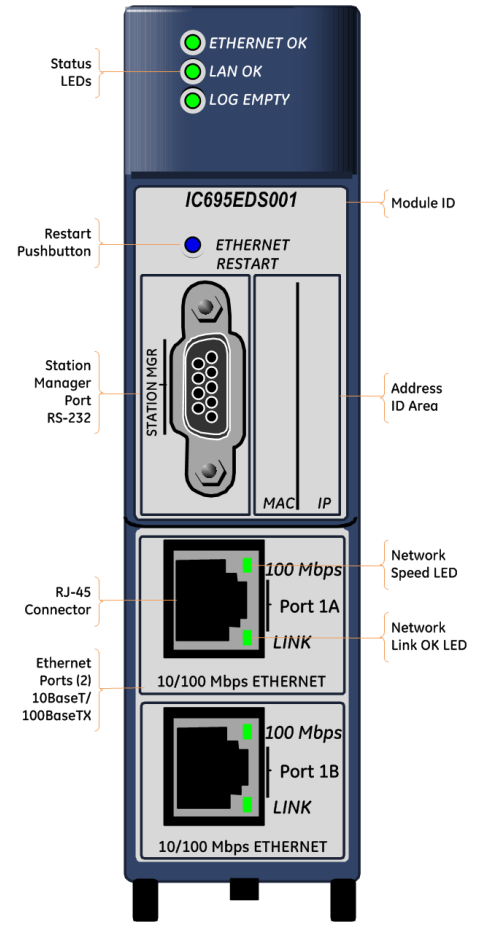 ETHERNET OK
LAN OK
LOG EMPTY
Status
LEDs
IC695EDS001
Module ID
Restart
Pushbutton
ETHERNET
RESTART
Station
Manager
Port
RS-232
STATION MGR
Address
ID Area
MAC
IP
100 Mbps
Network
Speed LED
RJ-45
Connector
Port 1A
LINK
Network
Link OK LED
10/100 Mbps ETHERNET
Ethernet
Ports (2)
10BaseT/
100BaseTX
100 Mbps
Port 1B
LINK
10/100 Mbps ETHERNET